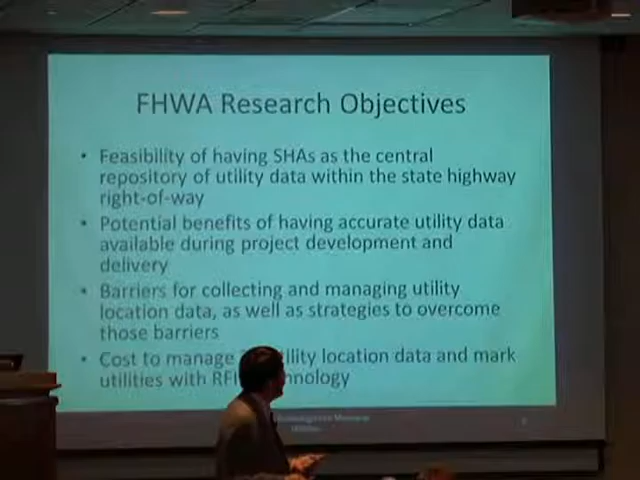 FHWA Research Objectives
• Feasibility of having SHAs as the central
repository of utility data within the state highway
right-of-way
• Potential benefits of having accurate utility data
available during project development and
delivery
• Barriers for collecting and managing utility
location data, as well as strategies to overcome
those barriers
• Cost to manage location data and mark
utilities with